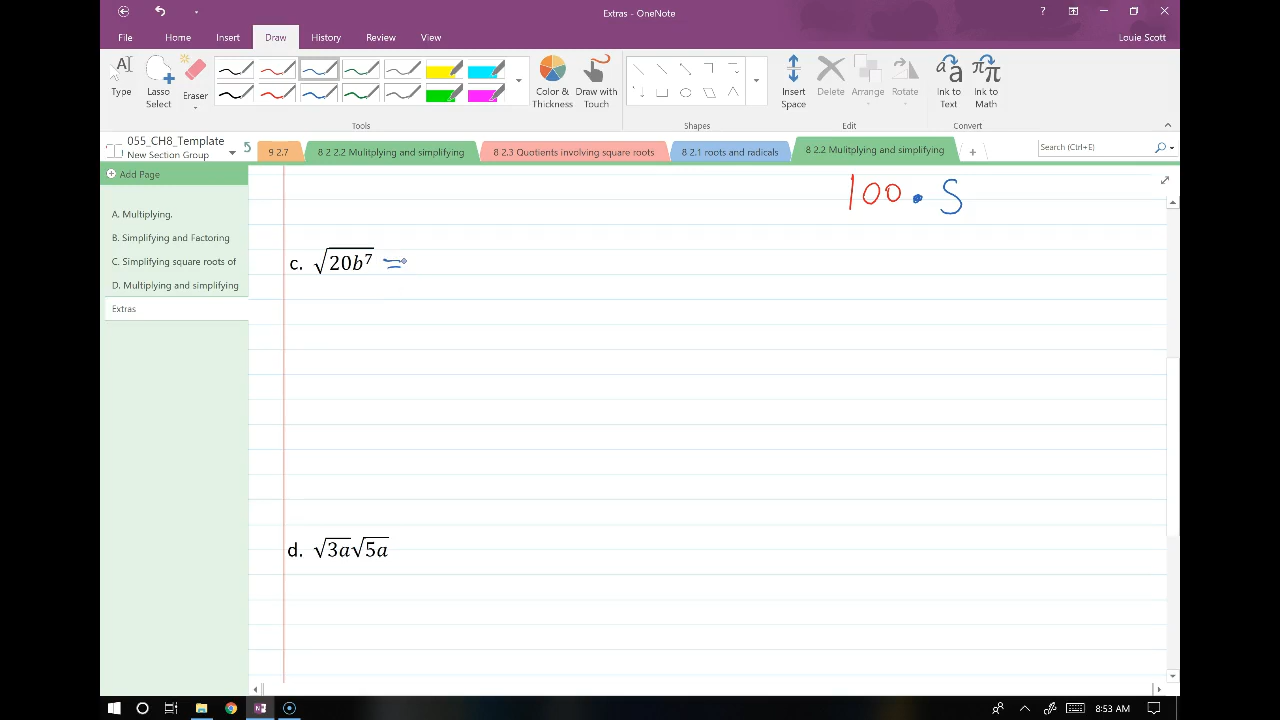 Extras - OneNote
?
File Home Insert Draw History Review View Louie Scott
Type Lasso Select Eraser Color & Thickness Draw with Touch Insert Space Delete Arrange Rotate Ink to Text Ink to Math
Tools Shapes Edit Convert
055_CH8_Template
New Section Group
9 2.7 8 2.2.2 Mulitplying and simplifying 8 2.3 Quotients involving square roots 8 2.1 roots and radicals 8 2.2 Mulitplying and simplifying + Search (Ctrl+E)
Add Page
A. Multiplying.
B. Simplifying and Factoring
C. Simplifying square roots of
D. Multiplying and simplifying
Extras
100 • 5
c. √20b⁷ =
d. √3a√5a
8:53 AM